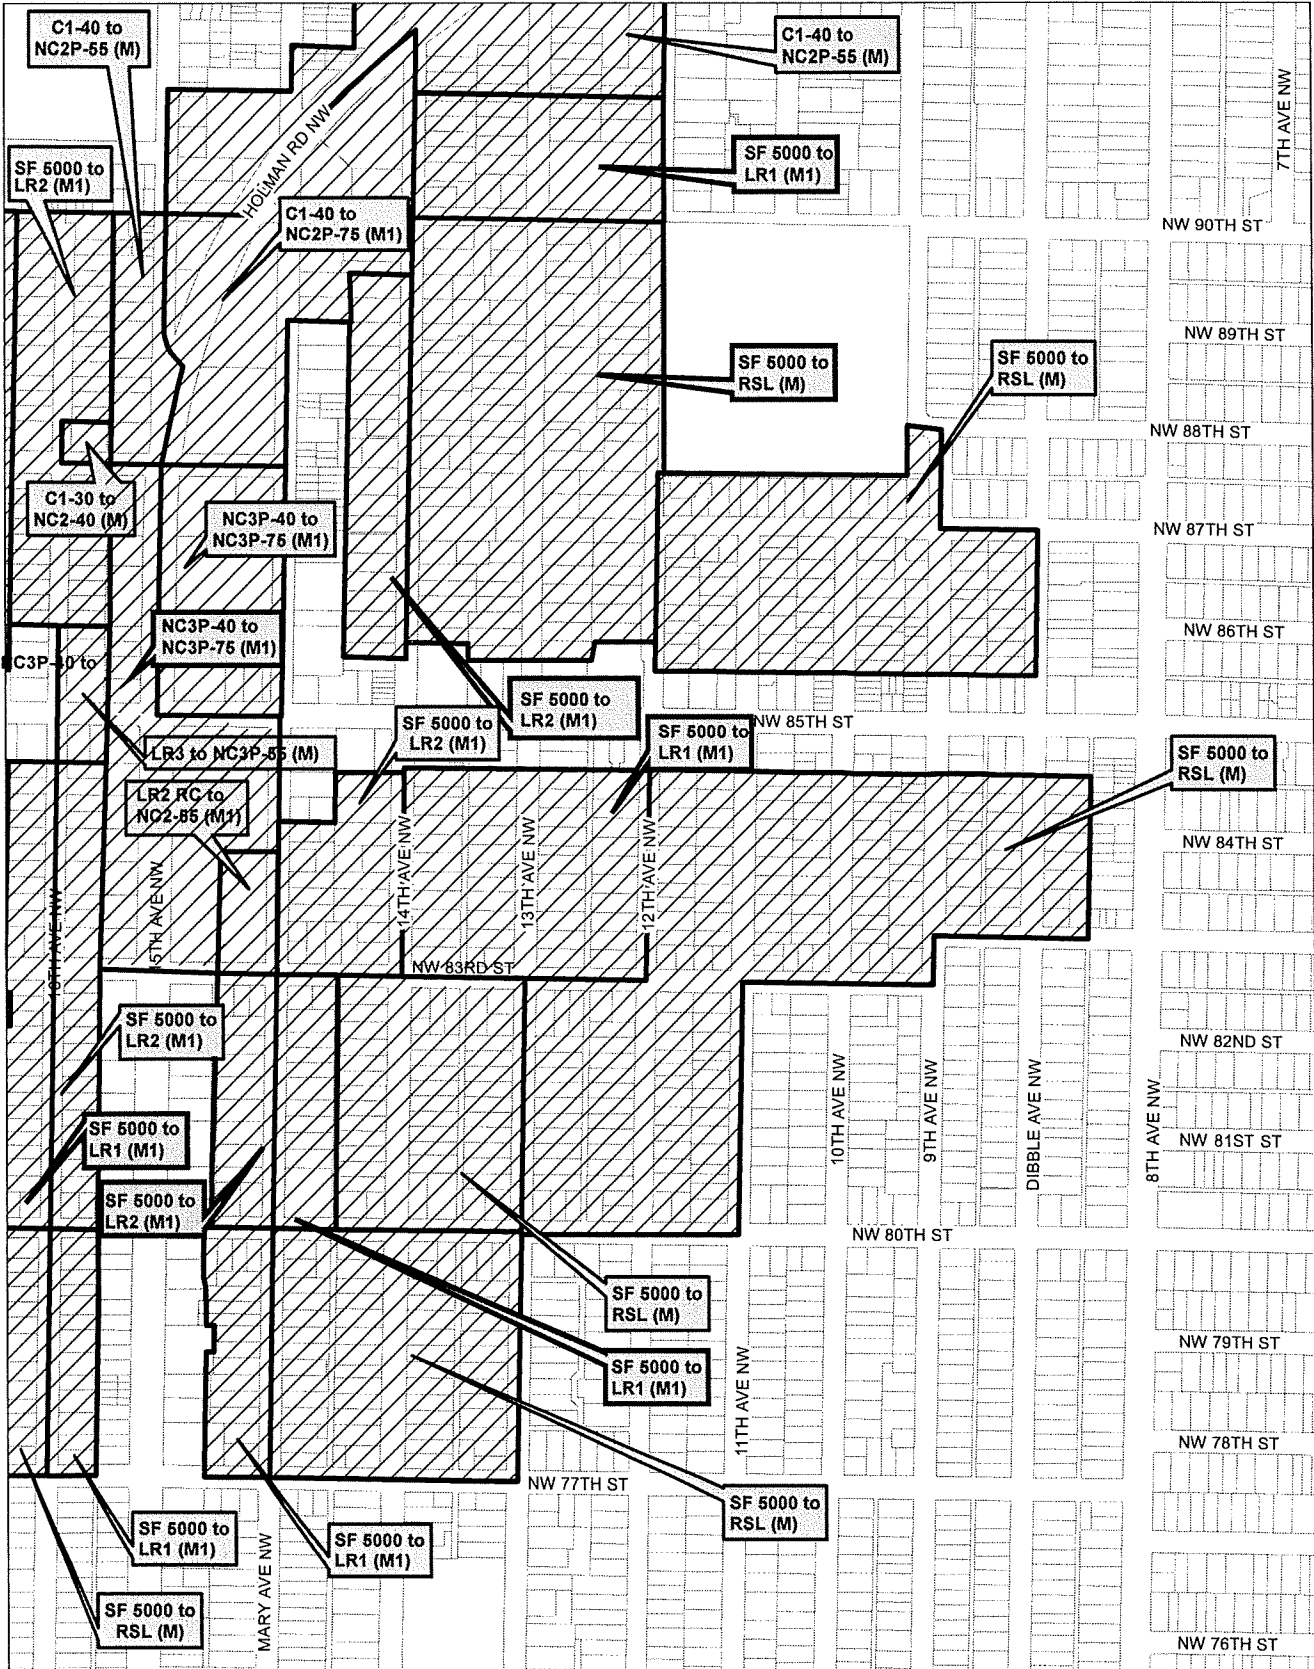 C1-40 to
NC2P-55 (M)
C1-40 to
NC2P-55 (M)
7TH AVE NW
HOLMAN RD NW
SF 5000 to
LR1 (M1)
SF 5000 to
LR2 (M1)
C1-40 to
NC2P-75 (M1)
NW 90TH ST
NW 89TH ST
SF 5000 to
RSL (M)
SF 5000 to
RSL (M)
NW 88TH ST
C1-30 to
NC2-40 (M)
NC3P-40 to
NC3P-75 (M1)
NW 87TH ST
NC3P-40 to
NC3P-75 (M1)
NW 86TH ST
C3P-40 to
SF 5000 to
LR2 (M1)
SF 5000 to
LR2 (M1)
SF 5000 to
LR1 (M1)
NW 85TH ST
LR3 to NC3P-55 (M)
SF 5000 to
RSL (M)
LR2 RC to
NC2-55 (M1)
NW 84TH ST
14TH AVE NW
13TH AVE NW
12TH AVE NW
16TH AVE NW
15TH AVE NW
NW 83RD ST
SF 5000 to
LR2 (M1)
NW 82ND ST
10TH AVE NW
9TH AVE NW
DIBBLE AVE NW
8TH AVE NW
SF 5000 to
LR1 (M1)
NW 81ST ST
SF 5000 to
LR2 (M1)
NW 80TH ST
SF 5000 to
RSL (M)
NW 79TH ST
SF 5000 to
LR1 (M1)
11TH AVE NW
NW 78TH ST
NW 77TH ST
SF 5000 to
RSL (M)
SF 5000 to
LR1 (M1)
SF 5000 to
LR1 (M1)
MARY AVE NW
SF 5000 to
RSL (M)
NW 76TH ST